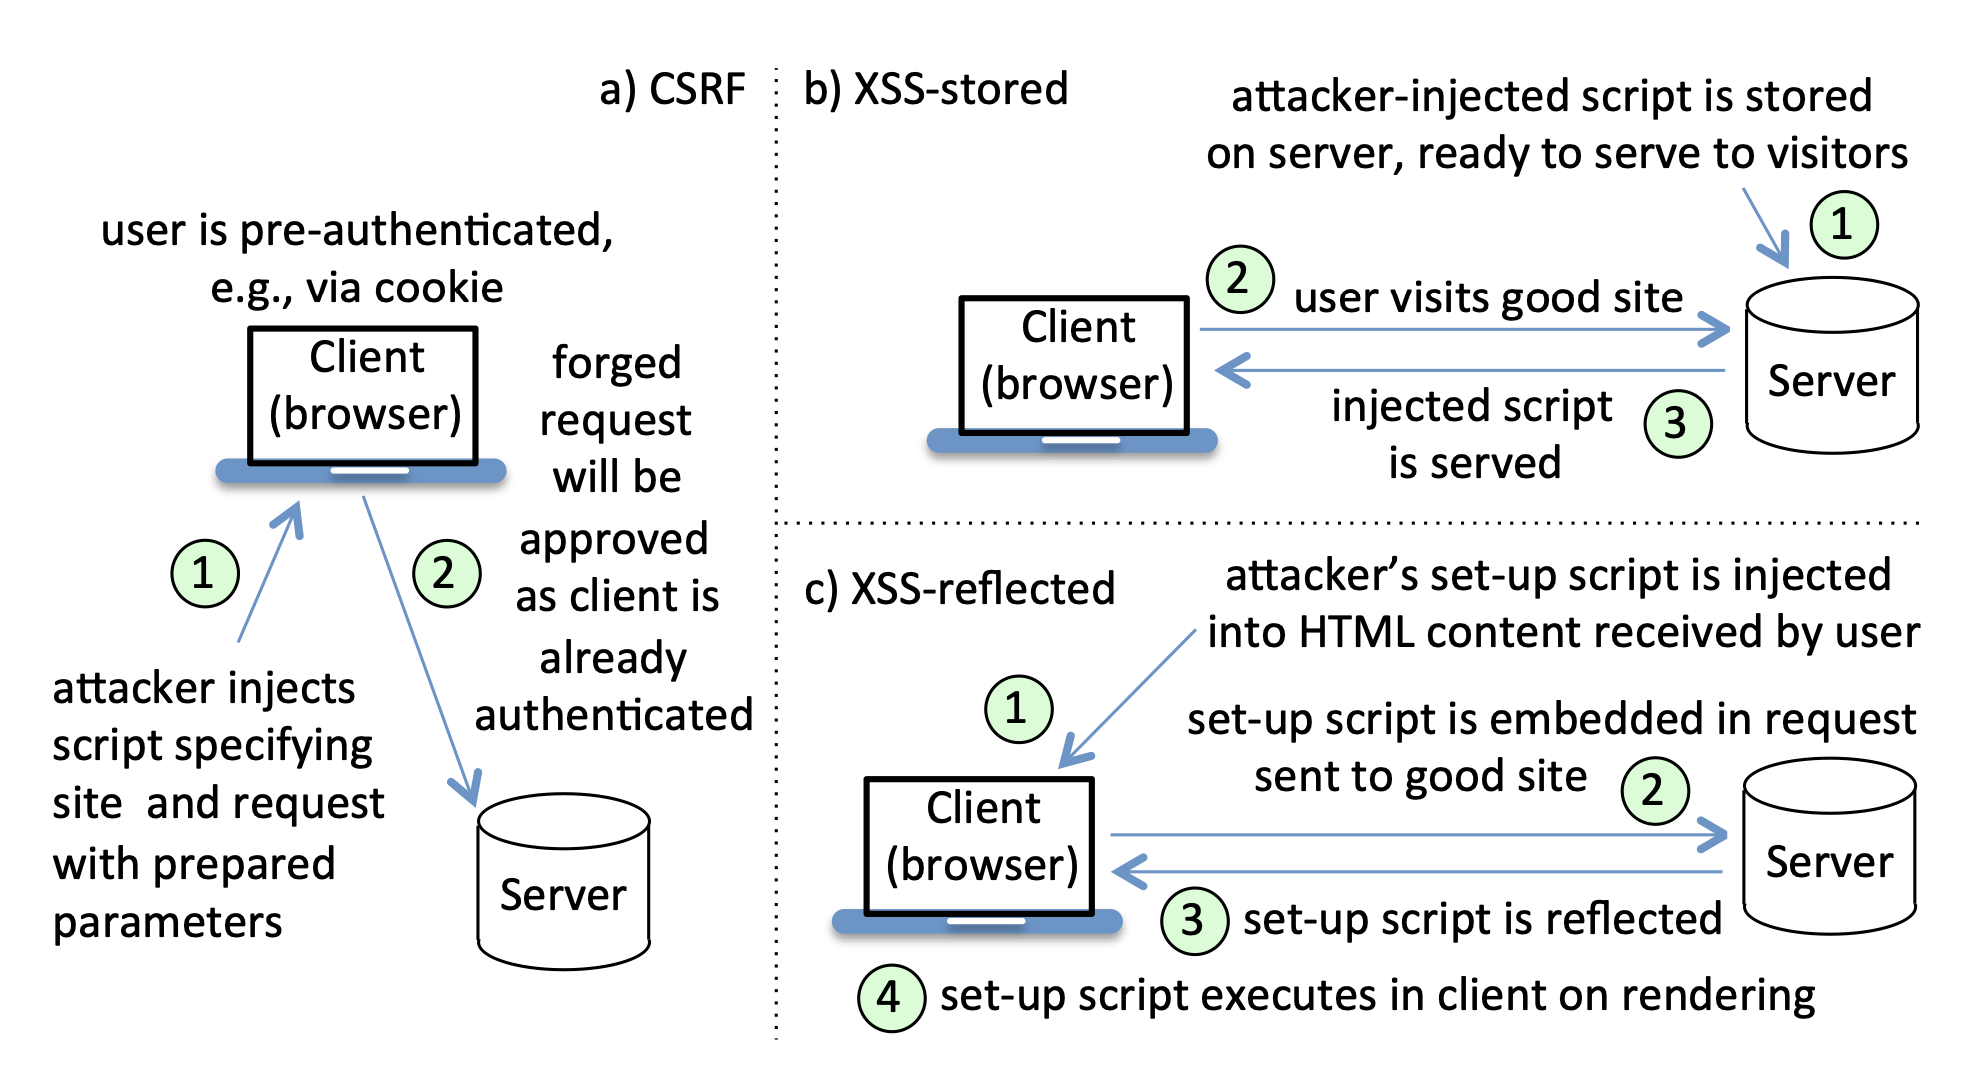 a) CSRF
user is pre-authenticated,
e.g., via cookie
Client
(browser)
forged
request
will be
approved
as client is
already
authenticated
1
2
attacker injects
script specifying
site  and request
with prepared
parameters
Server
b) XSS-stored
attacker-injected script is stored
on server, ready to serve to visitors
1
2
user visits good site
Client
(browser)
Server
injected script
is served
3
c) XSS-reflected
attacker’s set-up script is injected
into HTML content received by user
1
set-up script is embedded in request
sent to good site
2
Client
(browser)
Server
3
set-up script is reflected
4
set-up script executes in client on rendering